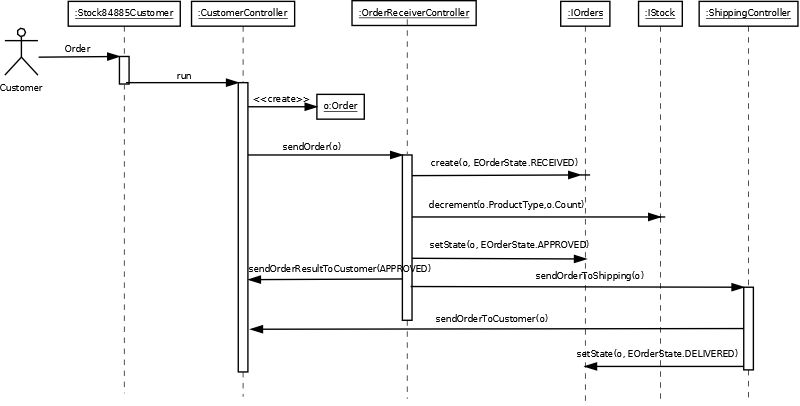 :Stock84885Customer
:CustomerController
:OrderReceiverController
:IOrders
:IStock
:ShippingController
Order
Customer
run
<<create>>
o:Order
sendOrder(o)
create(o, EOrderState.RECEIVED)
decrement(o.ProductType,o.Count)
setState(o, EOrderState.APPROVED)
sendOrderResultToCustomer(APPROVED)
sendOrderToShipping(o)
sendOrderToCustomer(o)
setState(o, EOrderState.DELIVERED)